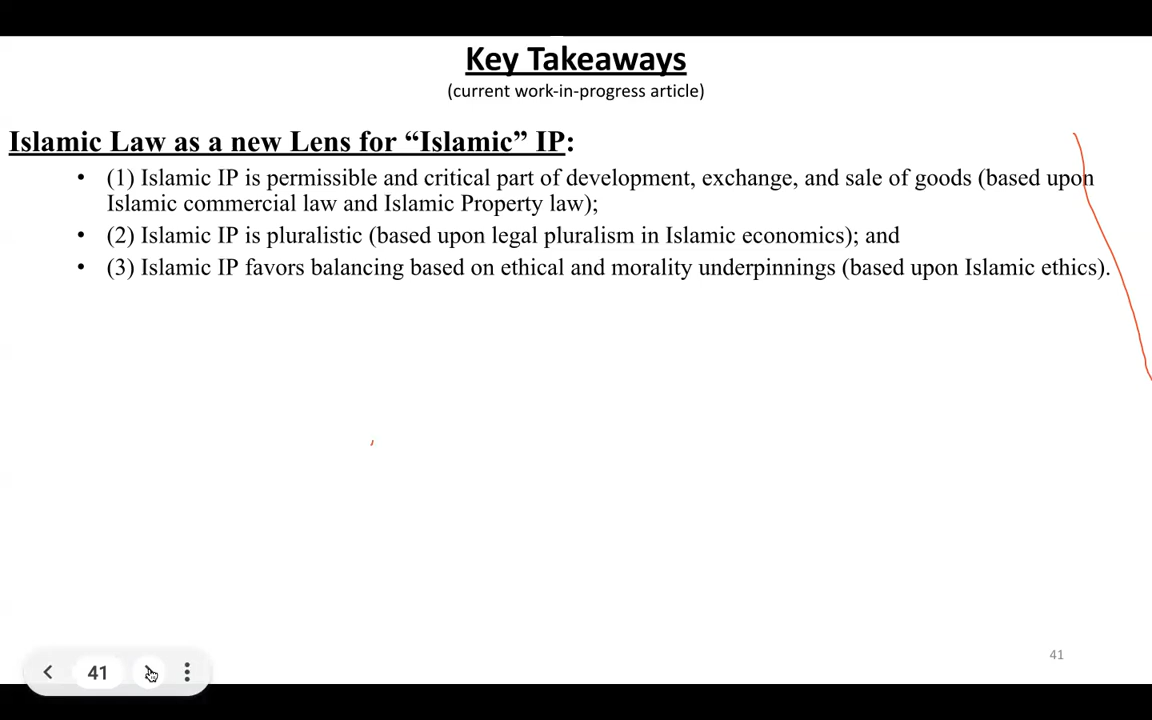 Key Takeaways
(current work-in-progress article)
Islamic Law as a new Lens for “Islamic” IP:
• (1) Islamic IP is permissible and critical part of development, exchange, and sale of goods (based upon
Islamic commercial law and Islamic Property law);
• (2) Islamic IP is pluralistic (based upon legal pluralism in Islamic economics); and
• (3) Islamic IP favors balancing based on ethical and morality underpinnings (based upon Islamic ethics).
41
41